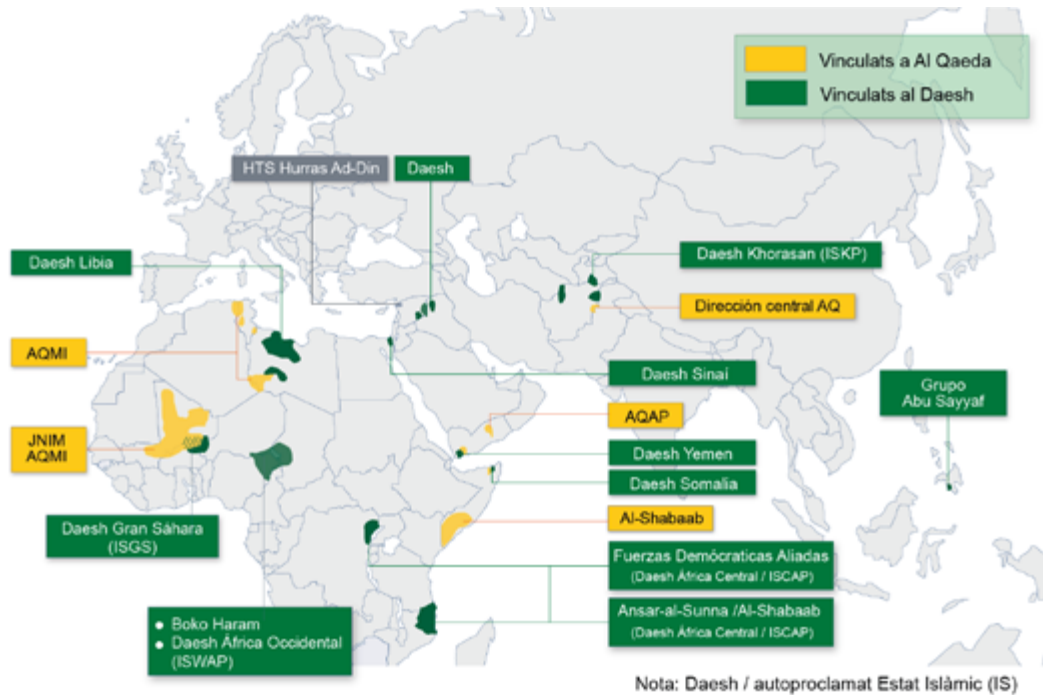 Vinculats a Al Qaeda
Vinculats al Daesh
HTS Hurras Ad-Din
Daesh
Daesh Libia
Daesh Khorasan (ISKP)
Dirección central AQ
AQMI
Daesh Sinaí
Grupo
Abu Sayyaf
AQAP
JNIM
AQMI
Daesh Yemen
Daesh Somalia
Al-Shabaab
Daesh Gran Sáhara
(ISGS)
Fuerzas Demócraticas Aliadas
(Daesh África Central / ISCAP)
Ansar-al-Sunna /Al-Shabaab
(Daesh África Central / ISCAP)
Boko Haram
Daesh África Occidental
(ISWAP)
Nota: Daesh / autoproclamat Estat Islàmic (IS)